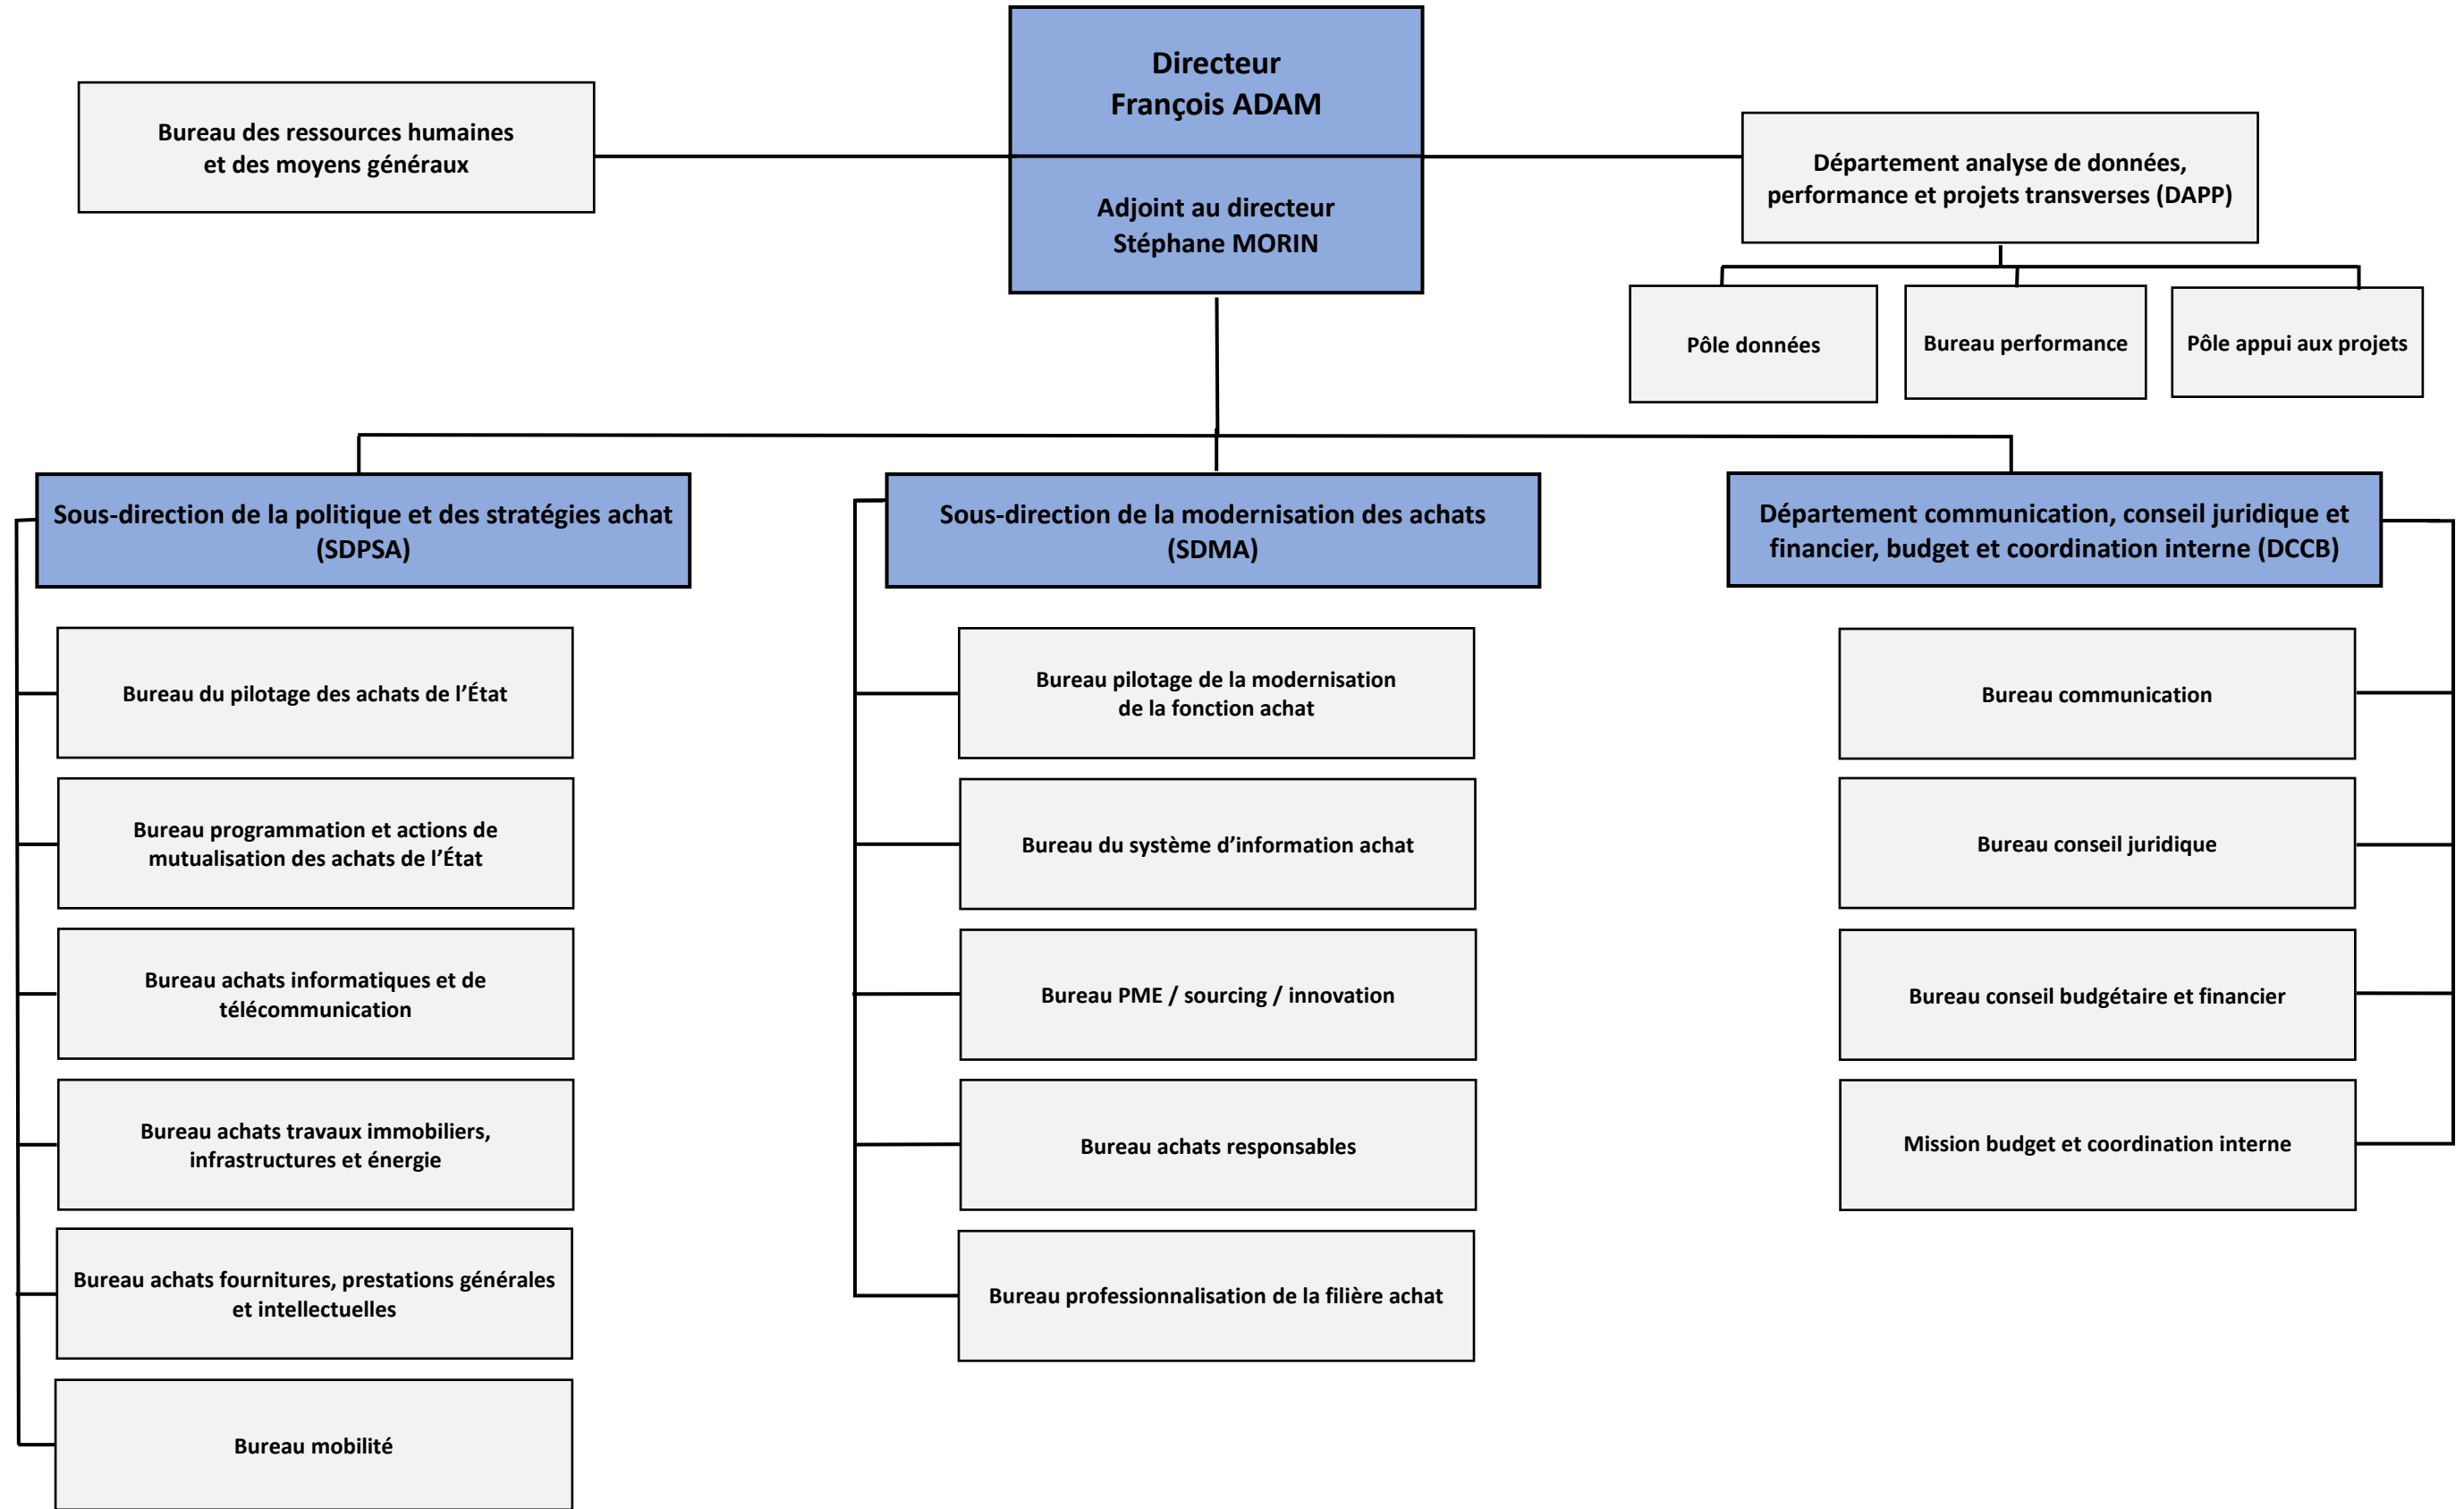 Directeur
François ADAM
Adjoint au directeur
Stéphane MORIN
Bureau des ressources humaines
et des moyens généraux
Département analyse de données,
performance et projets transverses (DAPP)
Pôle données
Bureau performance
Pôle appui aux projets
Sous-direction de la politique et des stratégies achat
(SDPSA)
Bureau du pilotage des achats de l’État
Bureau programmation et actions de
mutualisation des achats de l’État
Bureau achats informatiques et de
télécommunication
Bureau achats travaux immobiliers,
infrastructures et énergie
Bureau achats fournitures, prestations générales
et intellectuelles
Bureau mobilité
Sous-direction de la modernisation des achats
(SDMA)
Bureau pilotage de la modernisation
de la fonction achat
Bureau du système d’information achat
Bureau PME / sourcing / innovation
Bureau achats responsables
Bureau professionnalisation de la filière achat
Département communication, conseil juridique et
financier, budget et coordination interne (DCCB)
Bureau communication
Bureau conseil juridique
Bureau conseil budgétaire et financier
Mission budget et coordination interne